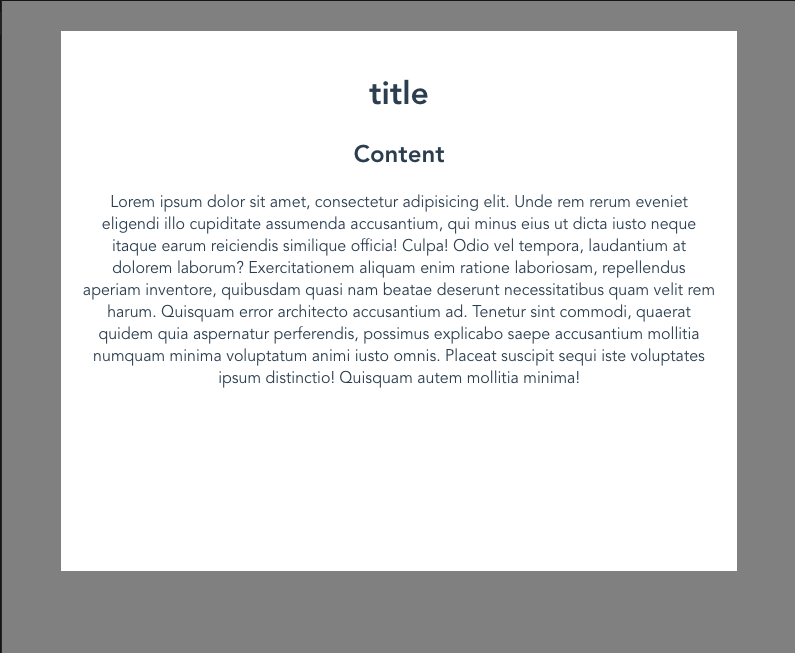 title
Content
Lorem ipsum dolor sit amet, consectetur adipisicing elit. Unde rem rerum eveniet
eligendi illo cupiditate assumenda accusantium, qui minus eius ut dicta iusto neque
itaque earum reiciendis similique officia! Culpa! Odio vel tempora, laudantium at
dolorem laborum? Exercitationem aliquam enim ratione laboriosam, repellendus
aperiam inventore, quibusdam quasi nam beatae deserunt necessitatibus quam velit rem
harum. Quisquam error architecto accusantium ad. Tenetur sint commodi, quaerat
quidem quia aspernatur perferendis, possimus explicabo saepe accusantium mollitia
numquam minima voluptatum animi iusto omnis. Placeat suscipit sequi iste voluptates
ipsum distinctio! Quisquam autem mollitia minima!